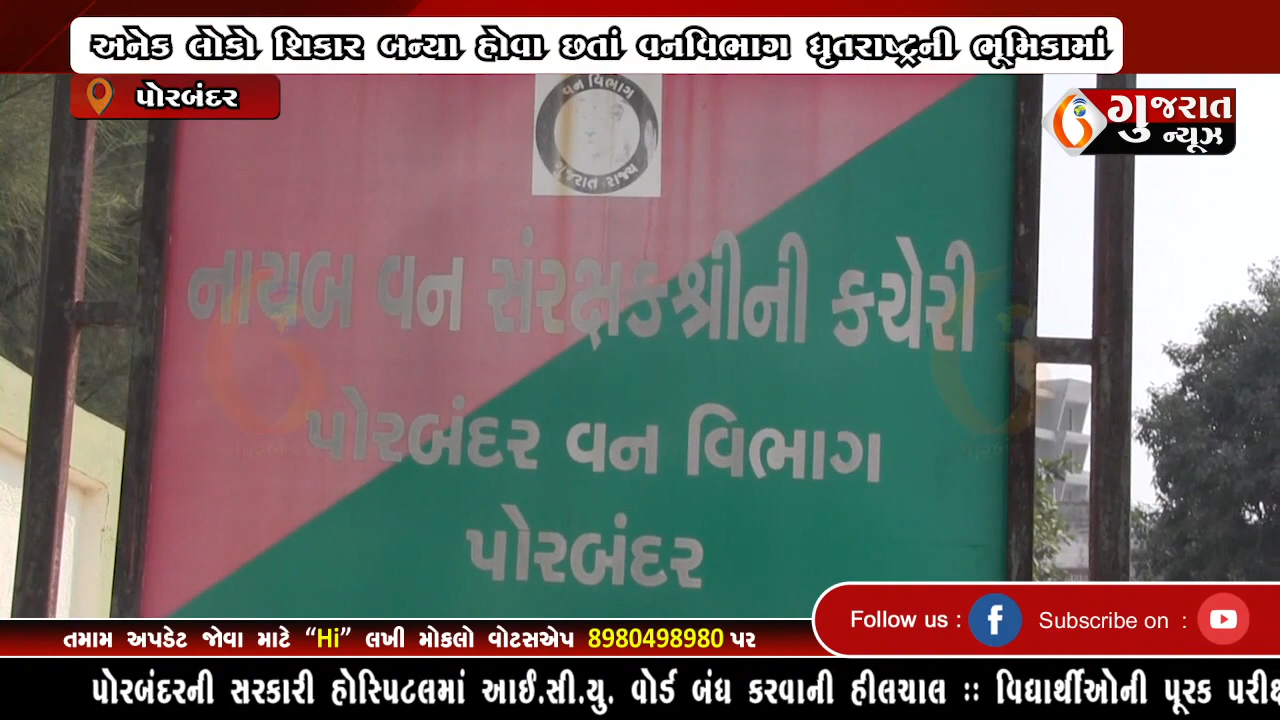 અનેક લોકો શિકાર બન્યા હોવા છતાં વનવિભાગ ધૃતરાષ્ટ્રની ભૂમિકામાં
પોરબંદર
ગુજરાત
ન્યૂઝ
વન વિભાગ
ગુજરાત રાજ્ય
નાયબ વન સંરક્ષકશ્રીની કચેરી
પોરબંદર વન વિભાગ
પોરબંદર
Follow us :
Subscribe on :
તમામ અપડેટ જોવા માટે “Hi” લખી મોકલો વોટસએપ 8980498980 પર
પોરબંદરની સરકારી હોસ્પિટલમાં આઈ.સી.યુ. વોર્ડ બંધ કરવાની હીલચાલ :: વિદ્યાર્થીઓની પૂરક